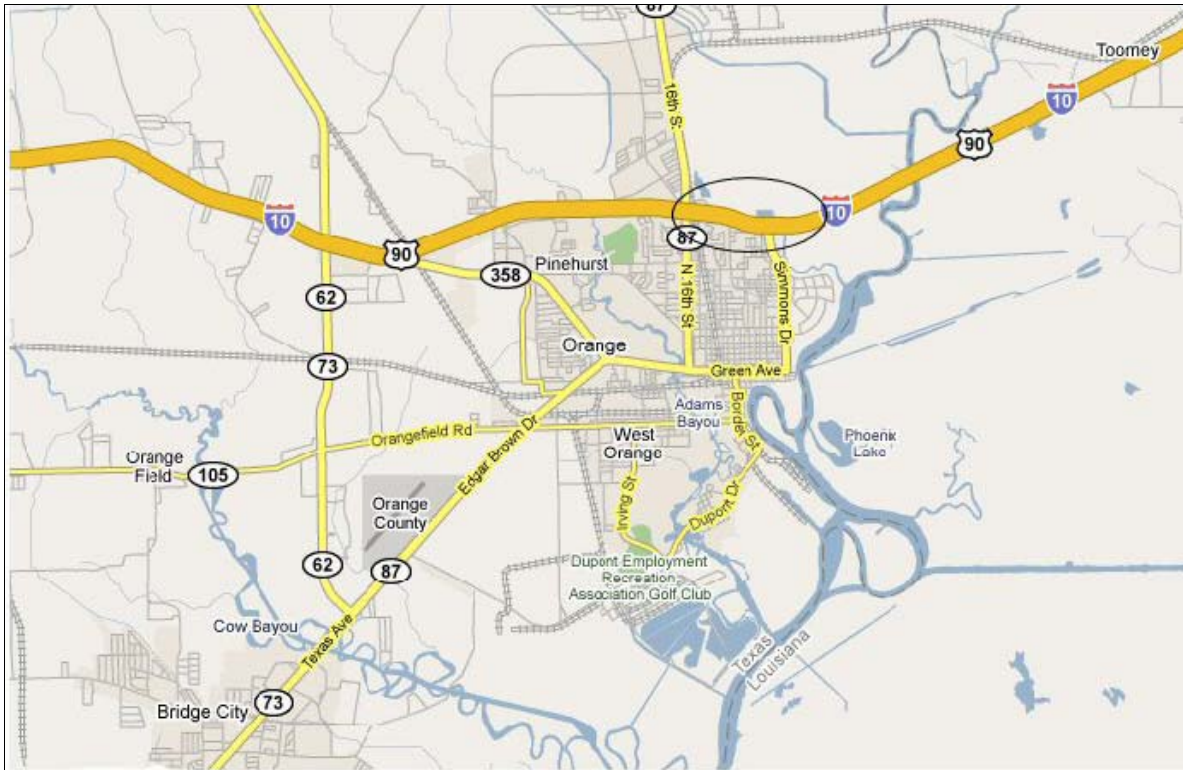 87
Toomey
10
90
16th St
10
10
90
87
358
Pinehurst
62
N 16th St
Simmons Dr
Orange
73
Green Ave
Adams
Bayou
Border St
Orangefield Rd
West
Orange
Phoenix
Lake
Orange
Field
105
Edgar Brown Dr
Orange
County
Irving St
Dupont Dr
62
87
Dupont Employment
Recreation
Association Golf Club
Cow Bayou
Texas Ave
Texas
Louisiana
Bridge City
73